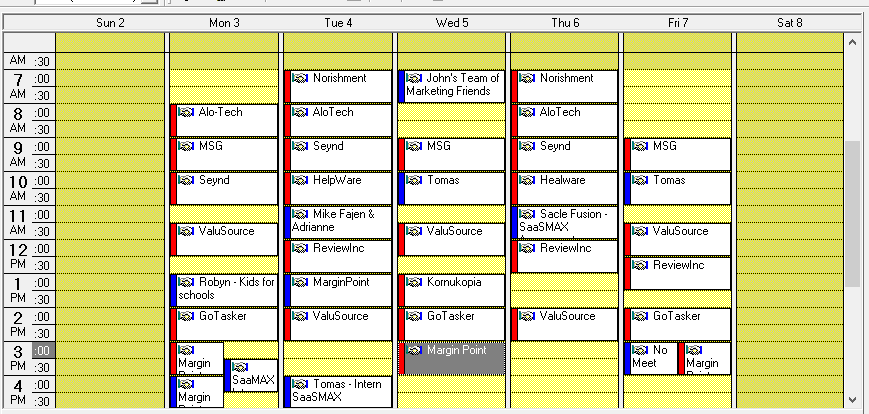 Sun 2 Mon 3 Tue 4 Wed 5 Thu 6 Fri 7 Sat 8
AM :30
7 :00 Norishment John's Team of Norishment
AM :30 Marketing Friends
8 :00 Alo-Tech AloTech AloTech
AM :30
9 :00 MSG Seynd MSG Seynd MSG
AM :30
10 :00 Seynd HelpWare Tomas Healware Tomas
AM :30
11 :00 Mike Fajen & Sacle Fusion -
AM :30 ValuSource Adrianne ValuSource SaaSMAX ValuSource
12 :00 ReviewInc ReviewInc
PM :30 ReviewInc
1 :00 Robyn - Kids for MarginPoint Kornukopia
PM :30 schools
2 :00 GoTasker ValuSource GoTasker ValuSource GoTasker
PM :30
3 :00 Margin Point No
PM :30 Margin SaaMAX Meet Margin
4 :00 Tomas - Intern
PM :30 Margin SaaSMAX